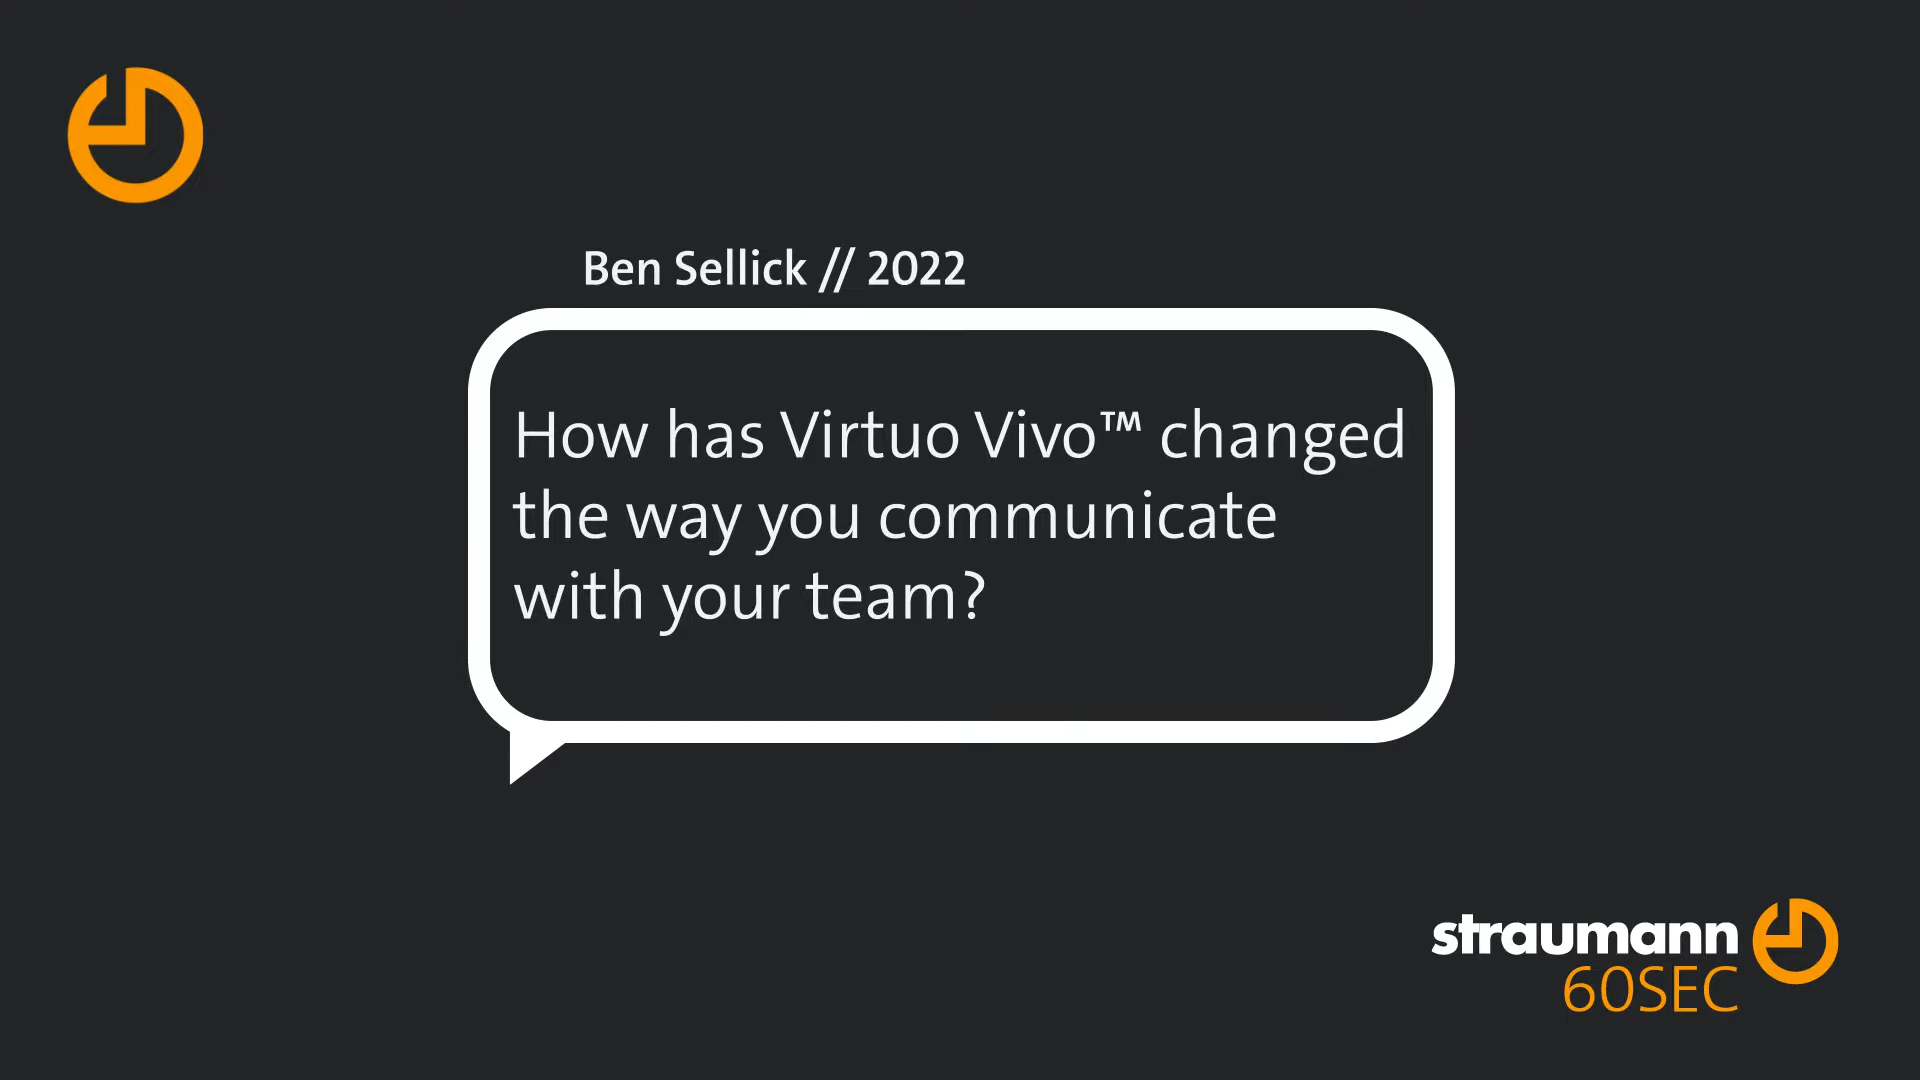 Ben Sellick // 2022
How has Virtuo Vivo™ changed
the way you communicate
with your team?
straumann
60SEC